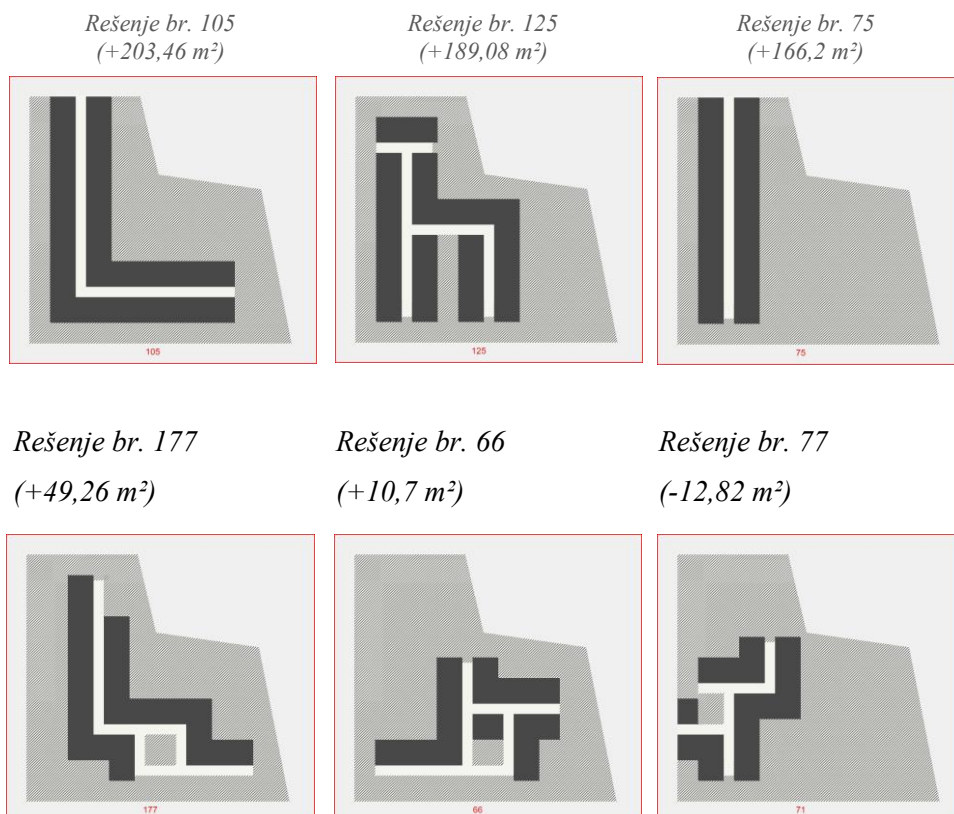 Rešenje br. 105
(+203,46 m²)
Rešenje br. 125
(+189,08 m²)
Rešenje br. 75
(+166,2 m²)
105
125
75
Rešenje br. 177
(+49,26 m²)
Rešenje br. 66
(+10,7 m²)
Rešenje br. 77
(-12,82 m²)
177
66
71